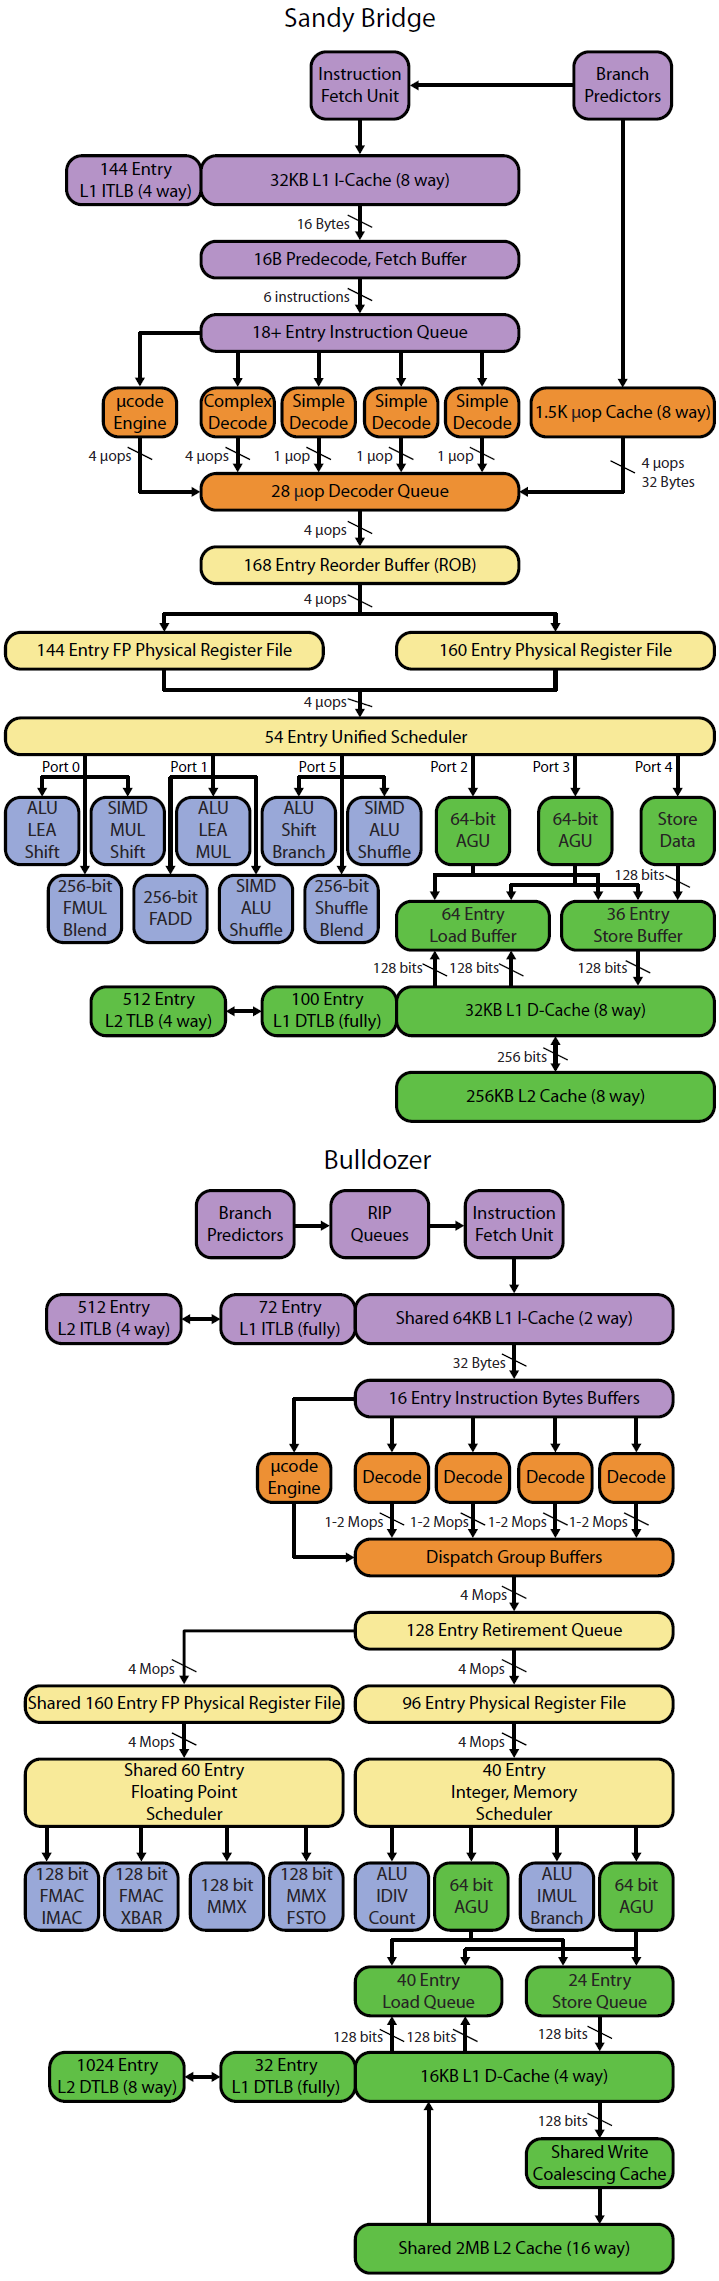 Sandy Bridge
Instruction
Fetch Unit
Branch
Predictors
144 Entry
L1 ITLB (4 way)
32KB L1 I-Cache (8 way)
16 Bytes
16B Predecode, Fetch Buffer
6 instructions
18+ Entry Instruction Queue
µcode
Engine
Complex
Decode
Simple
Decode
Simple
Decode
Simple
Decode
1.5K µop Cache (8 way)
4 µops
4 µops
1 µop
1 µop
1 µop
4 µops
32 Bytes
28 µop Decoder Queue
4 µops
168 Entry Reorder Buffer (ROB)
4 µops
144 Entry FP Physical Register File
160 Entry Physical Register File
4 µops
54 Entry Unified Scheduler
Port 0
Port 1
Port 5
Port 2
Port 3
Port 4
ALU
LEA
Shift
SIMD
MUL
Shift
ALU
LEA
MUL
ALU
Shift
Branch
SIMD
ALU
Shuffle
64-bit
AGU
64-bit
AGU
Store
Data
256-bit
FMUL
Blend
256-bit
FADD
SIMD
ALU
Shuffle
256-bit
Shuffle
Blend
128 bits
64 Entry
Load Buffer
36 Entry
Store Buffer
128 bits
128 bits
128 bits
512 Entry
L2 TLB (4 way)
100 Entry
L1 DTLB (fully)
32KB L1 D-Cache (8 way)
256 bits
256KB L2 Cache (8 way)
Bulldozer
Branch
Predictors
RIP
Queues
Instruction
Fetch Unit
512 Entry
L2 ITLB (4 way)
72 Entry
L1 ITLB (fully)
Shared 64KB L1 I-Cache (2 way)
32 Bytes
16 Entry Instruction Bytes Buffers
µcode
Engine
Decode
Decode
Decode
Decode
1-2 Mops
1-2 Mops
1-2 Mops
1-2 Mops
Dispatch Group Buffers
4 Mops
128 Entry Retirement Queue
4 Mops
4 Mops
Shared 160 Entry FP Physical Register File
96 Entry Physical Register File
4 Mops
4 Mops
Shared 60 Entry
Floating Point
Scheduler
40 Entry
Integer, Memory
Scheduler
128 bit
FMAC
IMAC
128 bit
FMAC
XBAR
128 bit
MMX
128 bit
MMX
FSTO
ALU
IDIV
Count
64 bit
AGU
ALU
IMUL
Branch
64 bit
AGU
40 Entry
Load Queue
24 Entry
Store Queue
128 bits
128 bits
128 bits
1024 Entry
L2 DTLB (8 way)
32 Entry
L1 DTLB (fully)
16KB L1 D-Cache (4 way)
128 bits
Shared Write
Coalescing Cache
Shared 2MB L2 Cache (16 way)